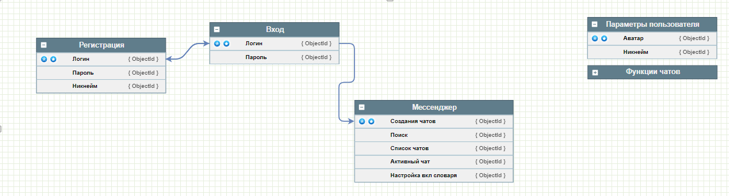 Регистрация
Логин { ObjectId }
Пароль { ObjectId }
Никнейм { ObjectId }
Вход
Логин { ObjectId }
Пароль { ObjectId }
Мессенджер
Создания чатов { ObjectId }
Поиск { ObjectId }
Список чатов { ObjectId }
Активный чат { ObjectId }
Настройка вкл словаря { ObjectId }
Параметры пользователя
Аватар { ObjectId }
Никнейм { ObjectId }
Функции чатов